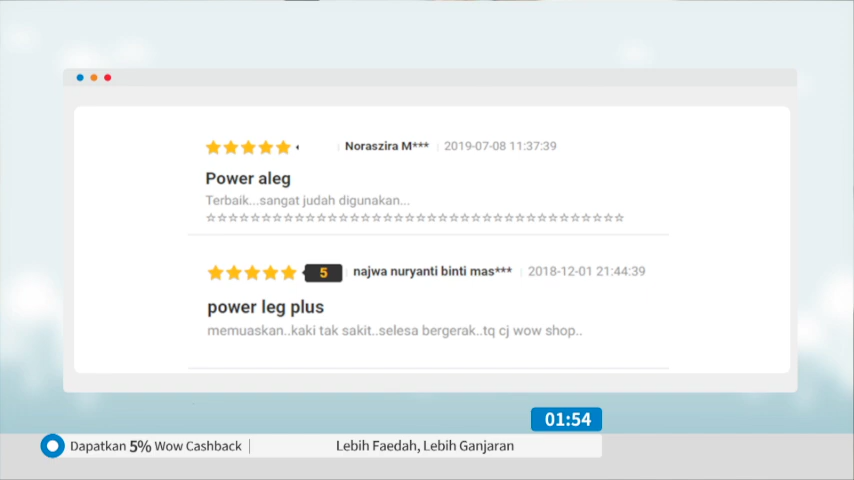 Noraszira M*** 2019-07-08 11:37:39
Power aleg
Terbaik...sangat judah digunakan...
☆☆☆☆☆☆☆☆☆☆☆☆☆☆☆☆☆☆☆☆☆☆☆☆☆☆☆☆☆☆☆☆☆☆☆☆☆☆☆☆☆☆☆☆☆
5 najwa nuryanti binti mas*** 2018-12-01 21:44:39
power leg plus
memuaskan..kaki tak sakit..selesa bergerak..tq cj wow shop..
01:54
Dapatkan 5% Wow Cashback Lebih Faedah, Lebih Ganjaran